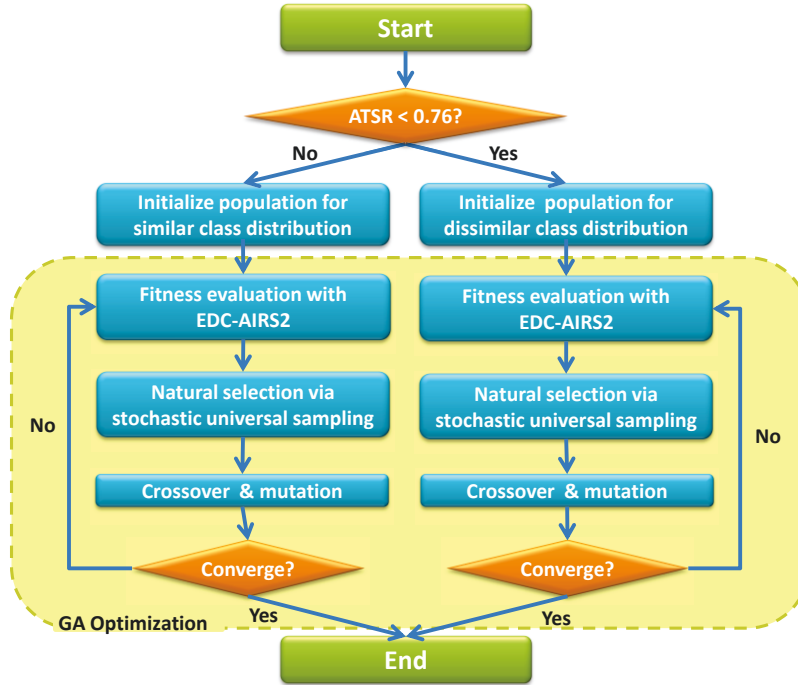 Start
ATSR < 0.76?
No
Yes
Initialize population for
similar class distribution
Initialize population for
dissimilar class distribution
Fitness evaluation with
EDC-AIRS2
Fitness evaluation with
EDC-AIRS2
Natural selection via
stochastic universal sampling
Natural selection via
stochastic universal sampling
No
No
Crossover & mutation
Crossover & mutation
Converge?
Converge?
Yes
Yes
GA Optimization
End